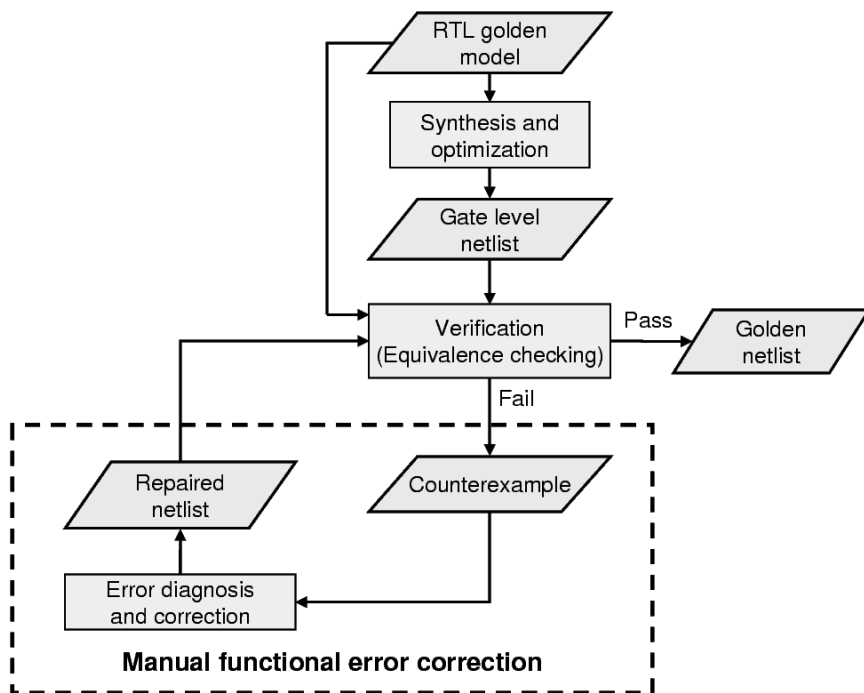 RTL golden
model
Synthesis and
optimization
Gate level
netlist
Verification
(Equivalence checking)
Pass
Golden
netlist
Fail
Repaired
netlist
Counterexample
Error diagnosis
and correction
Manual functional error correction